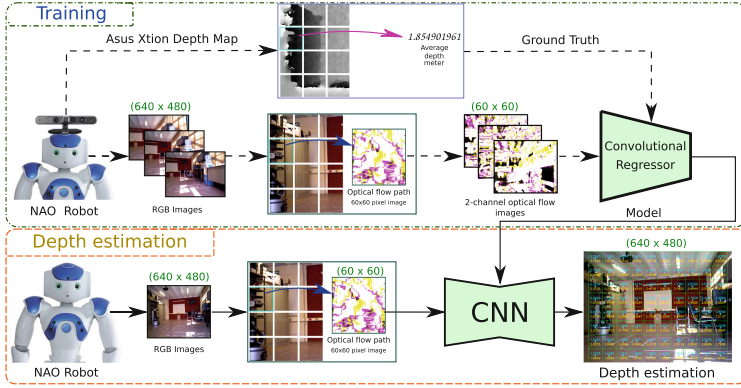 Training
Asus Xtion Depth Map
1.854901961
Average
depth
meter
Ground Truth
(640 x 480)
(60 x 60)
Convolutional
Regressor
Optical flow path
60x60 pixel image
2-channel optical flow
images
NAO Robot
RGB Images
Model
Depth estimation
(640 x 480)
(640 x 480)
(60 x 60)
CNN
Optical flow path
60x60 pixel image
RGB Images
NAO Robot
Depth estimation